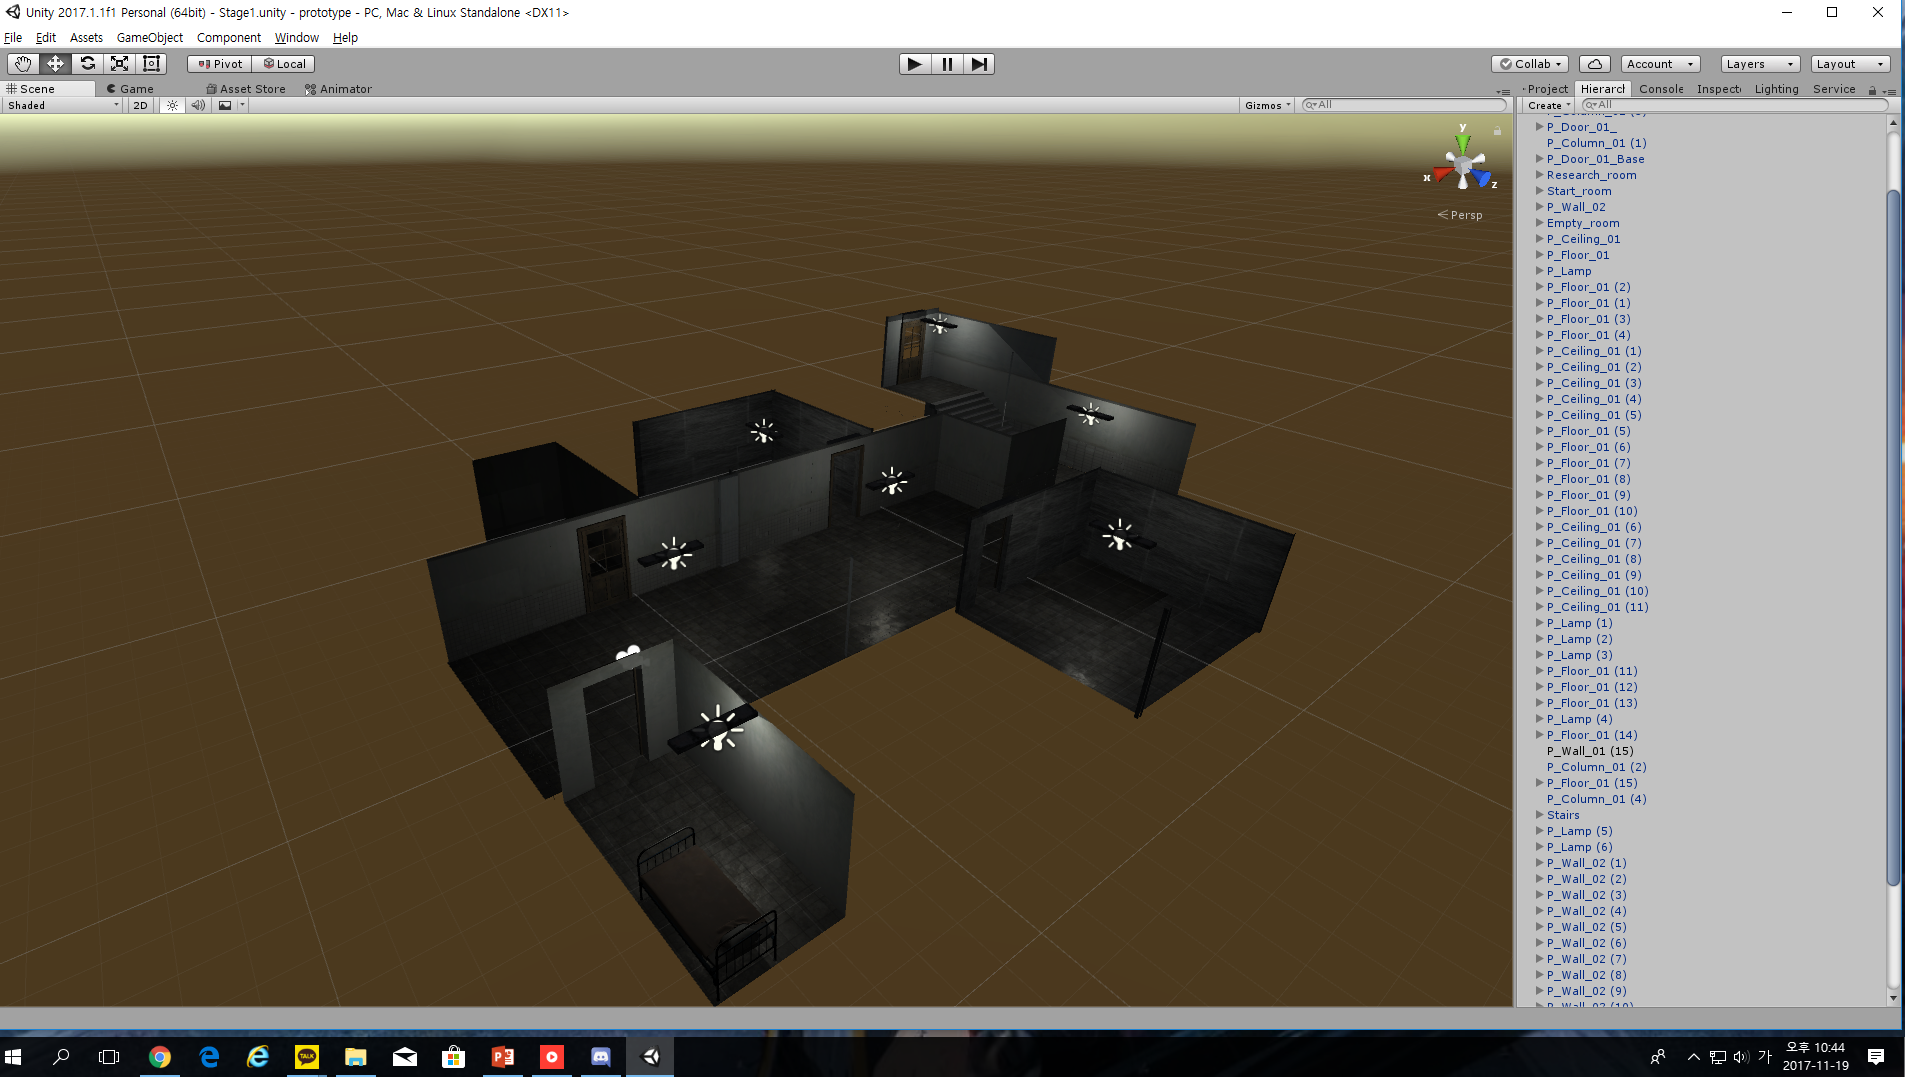 Unity 2017.1.1f1 Personal (64bit) - Stage1.unity - prototype - PC, Mac & Linux Standalone <DX11>
File Edit Assets GameObject Component Window Help
Pivot Local Collab Account Layers Layout
Scene Game Asset Store Animator
Project Hierarch Console Inspect Lighting Service
Shaded 2D Gizmos All
Create All
y
x
z
Persp
P_Door_01_
P_Column_01 (1)
P_Door_01_Base
Research_room
Start_room
P_Wall_02
Empty_room
P_Ceiling_01
P_Floor_01
P_Lamp
P_Floor_01 (2)
P_Floor_01 (1)
P_Floor_01 (3)
P_Floor_01 (4)
P_Ceiling_01 (1)
P_Ceiling_01 (2)
P_Ceiling_01 (3)
P_Ceiling_01 (4)
P_Ceiling_01 (5)
P_Floor_01 (5)
P_Floor_01 (6)
P_Floor_01 (7)
P_Floor_01 (8)
P_Floor_01 (9)
P_Floor_01 (10)
P_Ceiling_01 (6)
P_Ceiling_01 (7)
P_Ceiling_01 (8)
P_Ceiling_01 (9)
P_Ceiling_01 (10)
P_Ceiling_01 (11)
P_Lamp (1)
P_Lamp (2)
P_Lamp (3)
P_Floor_01 (11)
P_Floor_01 (12)
P_Floor_01 (13)
P_Lamp (4)
P_Floor_01 (14)
P_Wall_01 (15)
P_Column_01 (2)
P_Floor_01 (15)
P_Column_01 (4)
Stairs
P_Lamp (5)
P_Lamp (6)
P_Wall_02 (1)
P_Wall_02 (2)
P_Wall_02 (3)
P_Wall_02 (4)
P_Wall_02 (5)
P_Wall_02 (6)
P_Wall_02 (7)
P_Wall_02 (8)
P_Wall_02 (9)
P_Wall_02 (10)
TALK
가
오후 10:44
2017-11-19